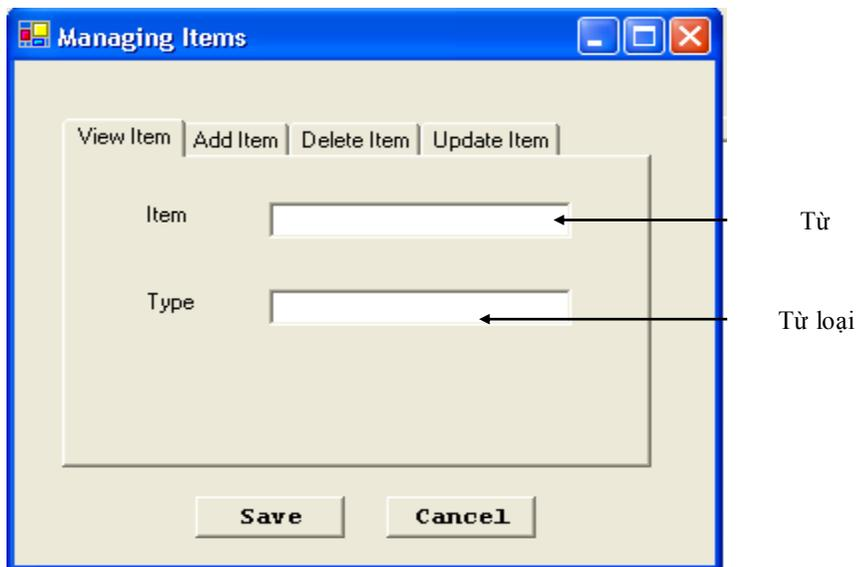 Managing Items
View Item Add Item Delete Item Update Item
Item
Từ
Type
Từ loại
Save Cancel